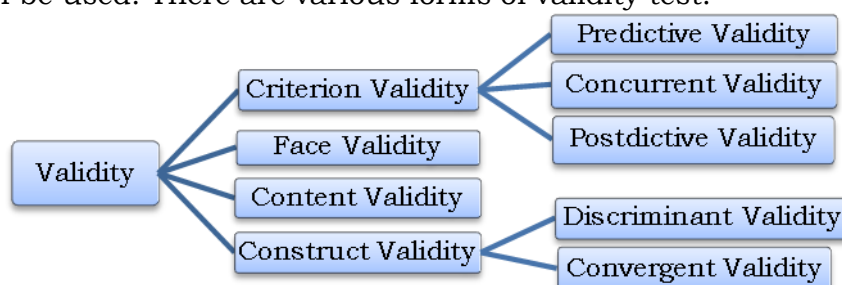 be used. There are various forms of validity test.
Predictive Validity
Criterion Validity
Concurrent Validity
Postdictive Validity
Validity
Face Validity
Content Validity
Construct Validity
Discriminant Validity
Convergent Validity